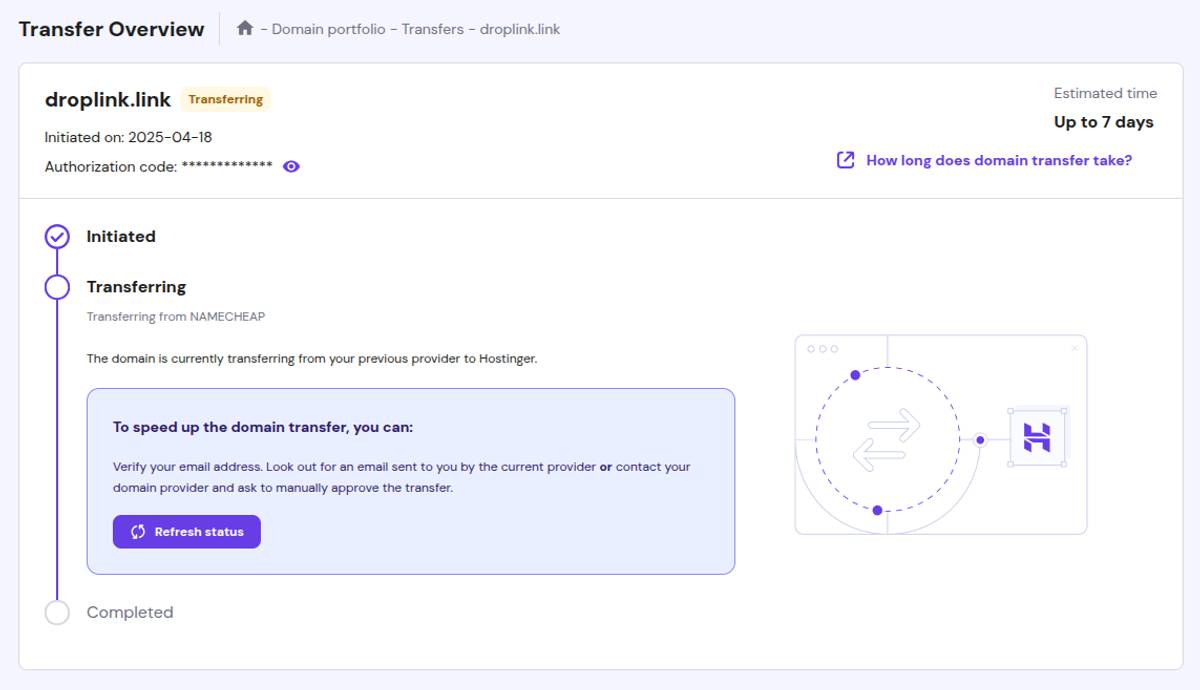 Transfer Overview
- Domain portfolio - Transfers - droplink.link
droplink.link Transferring
Initiated on: 2025-04-18
Authorization code: *************
Estimated time
Up to 7 days
How long does domain transfer take?
Initiated
Transferring
Transferring from NAMECHEAP
The domain is currently transferring from your previous provider to Hostinger.
To speed up the domain transfer, you can:
Verify your email address. Look out for an email sent to you by the current provider or contact your
domain provider and ask to manually approve the transfer.
Refresh status
Completed